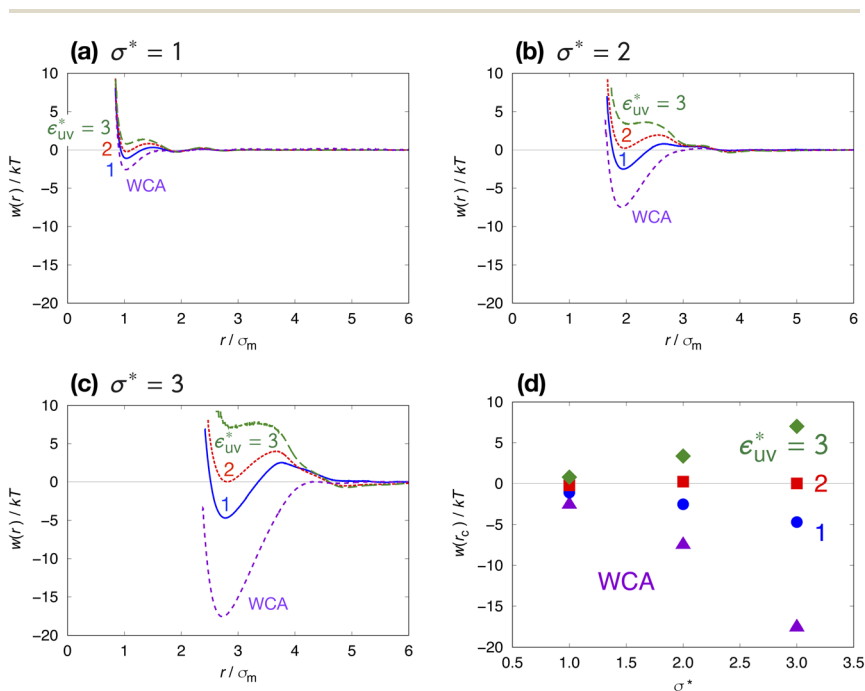 (a) σ* = 1
w(r) / kT
10
5
0
−5
−10
−15
−20
ϵ*uv = 3
2
1
WCA
0 1 2 3 4 5 6
r / σm
(b) σ* = 2
w(r) / kT
10
5
0
−5
−10
−15
−20
ϵ*uv = 3
2
1
WCA
0 1 2 3 4 5 6
r / σm
(c) σ* = 3
w(r) / kT
10
5
0
−5
−10
−15
−20
ϵ*uv = 3
2
1
WCA
0 1 2 3 4 5 6
r / σm
(d)
w(rc) / kT
10
5
0
−5
−10
−15
−20
ϵ*uv = 3
2
1
WCA
0.5 1.0 1.5 2.0 2.5 3.0 3.5
σ*